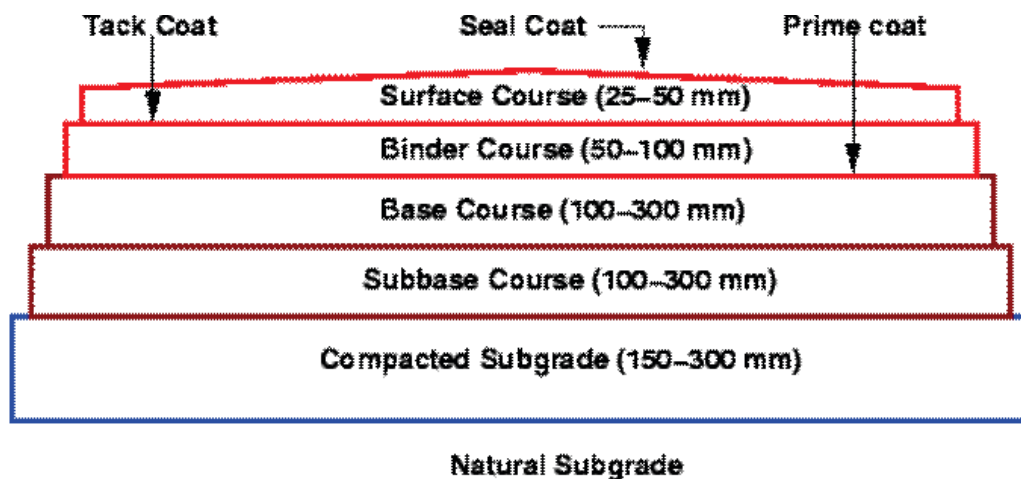 Tack Coat Seal Coat Prime coat
Surface Course (25–50 mm)
Binder Course (50–100 mm)
Base Course (100–300 mm)
Subbase Course (100–300 mm)
Compacted Subgrade (150–300 mm)
Natural Subgrade